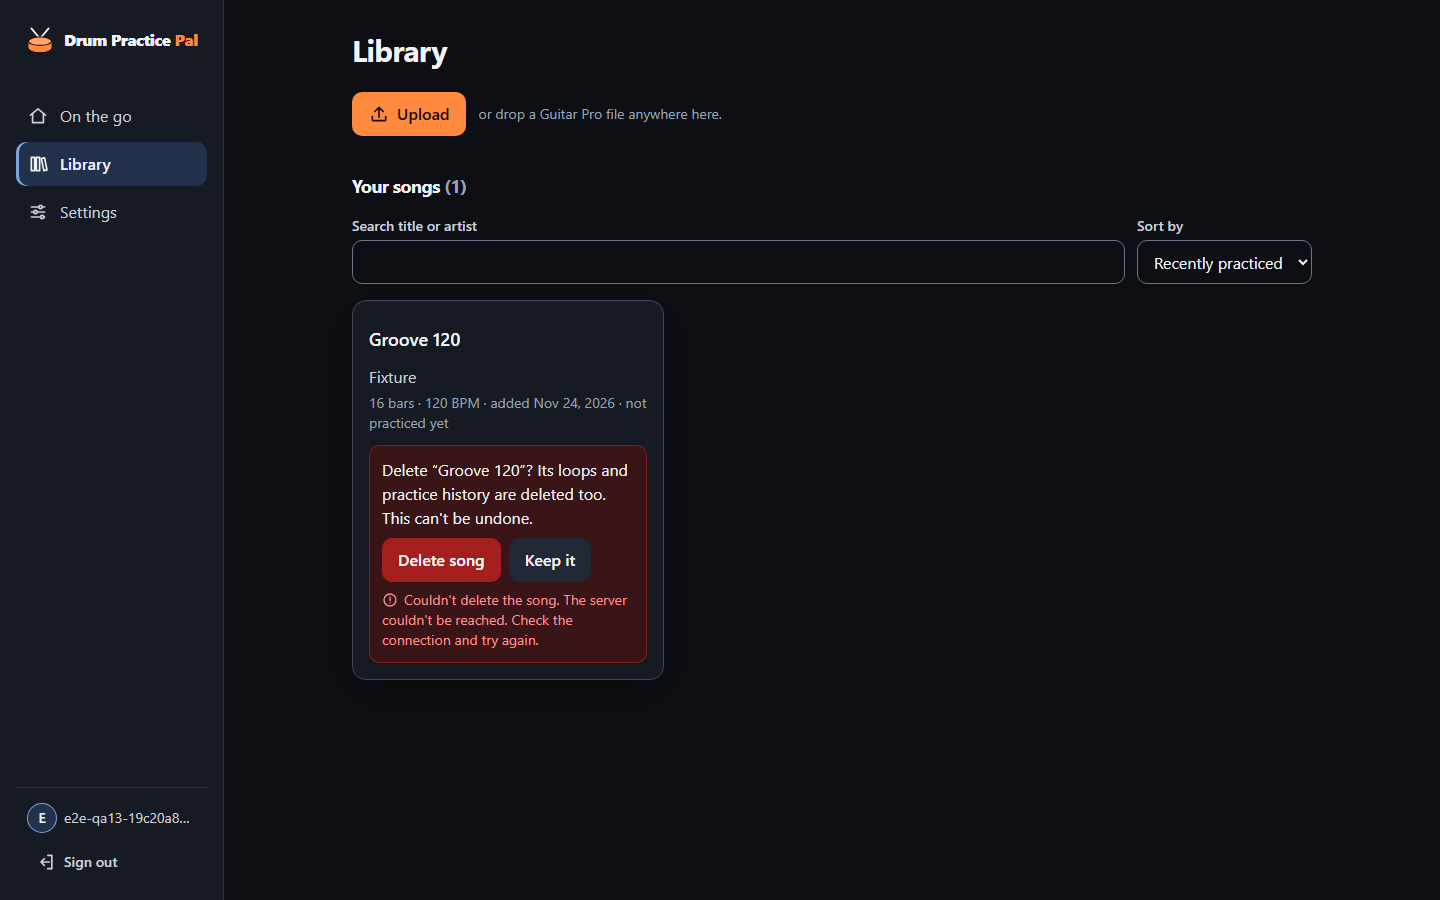 Drum Practice Pal
On the go
Library
Settings
E
e2e-qa13-19c20a8...
Sign out
Library
Upload
or drop a Guitar Pro file anywhere here.
Your songs (1)
Search title or artist
Sort by
Recently practiced
Groove 120
Fixture
16 bars · 120 BPM · added Nov 24, 2026 · not
practiced yet
Delete “Groove 120”? Its loops and
practice history are deleted too.
This can't be undone.
Delete song
Keep it
Couldn't delete the song. The server
couldn't be reached. Check the
connection and try again.